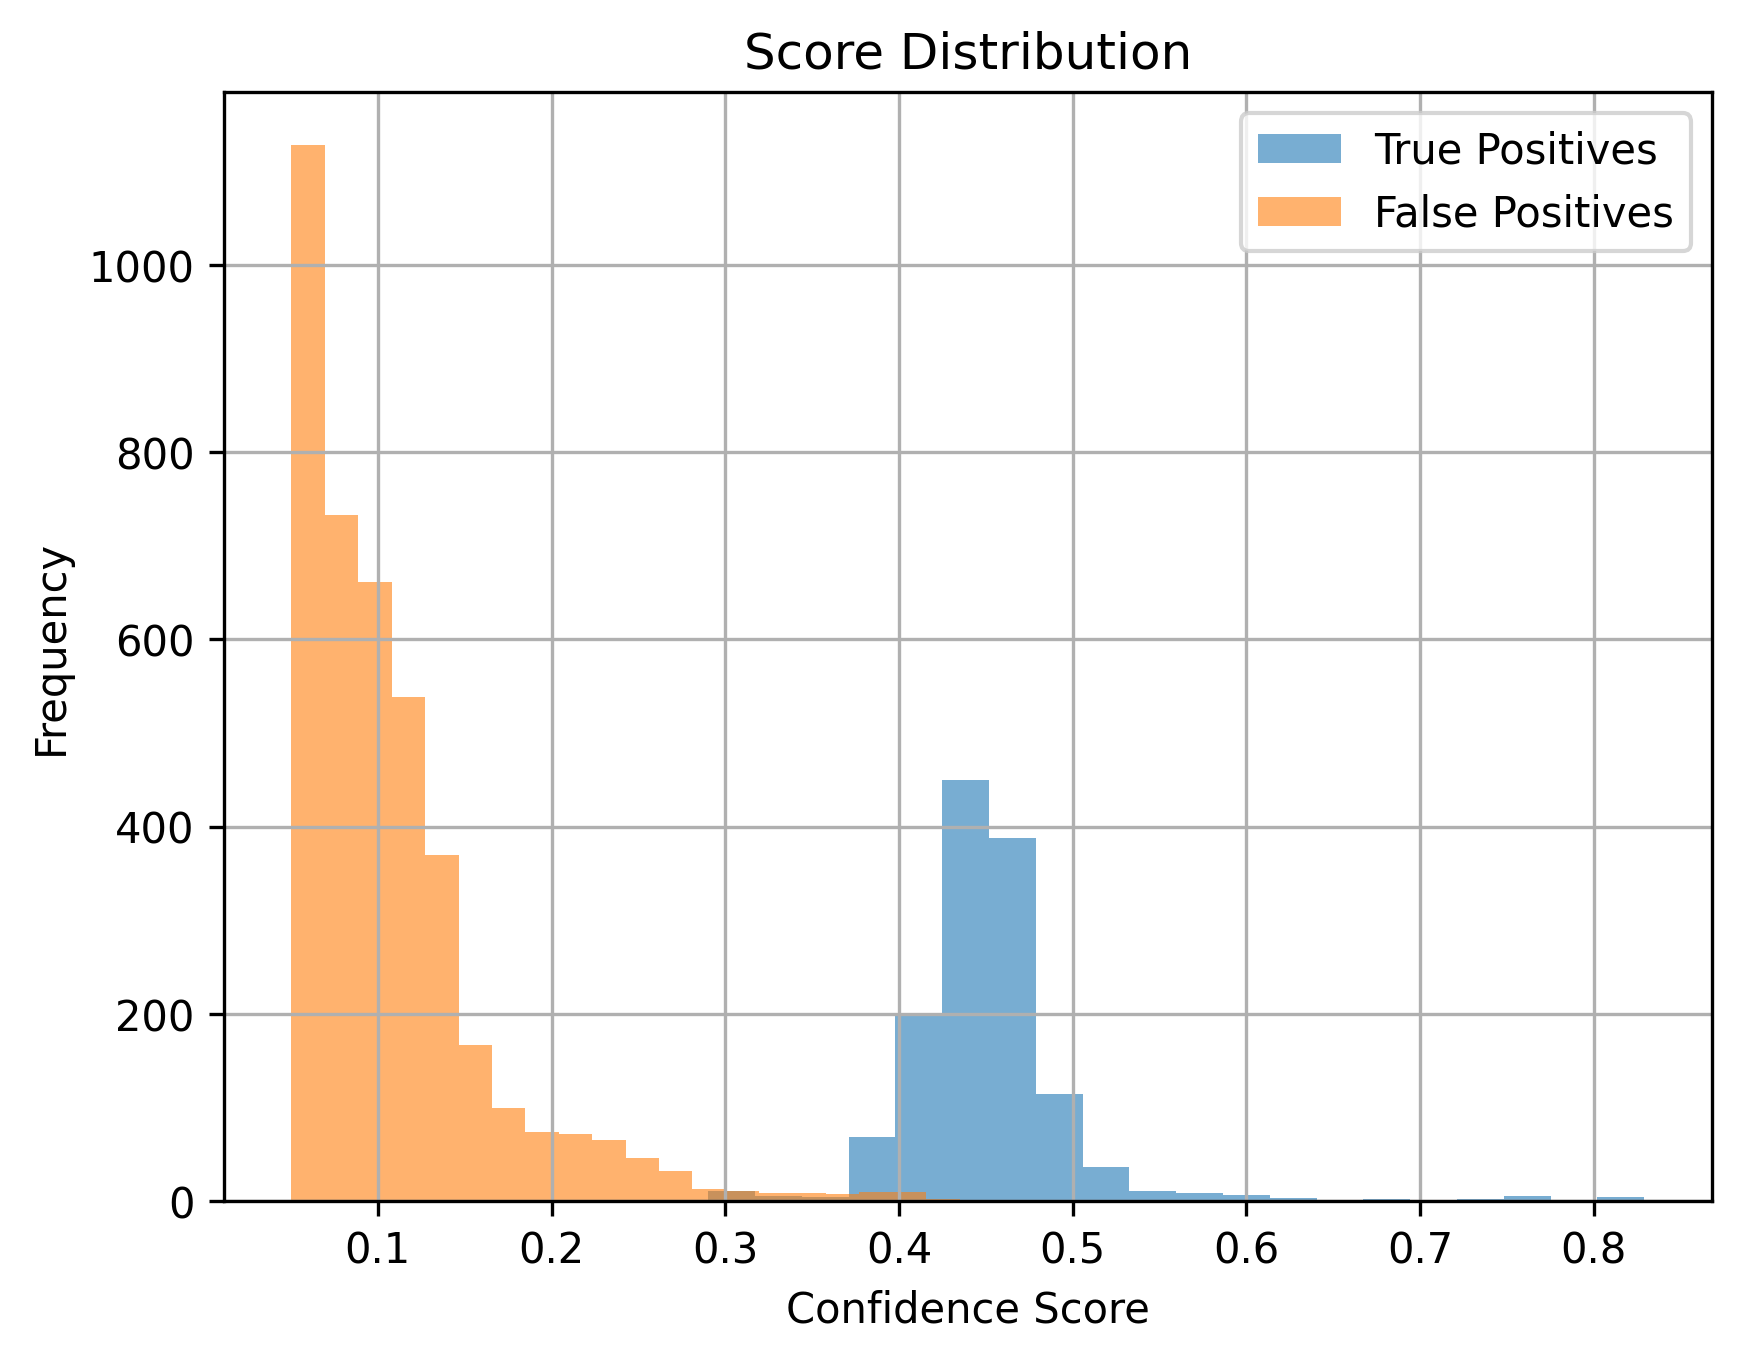 Score Distribution
True Positives
False Positives
Frequency
1000
800
600
400
200
0
0.1 0.2 0.3 0.4 0.5 0.6 0.7 0.8
Confidence Score